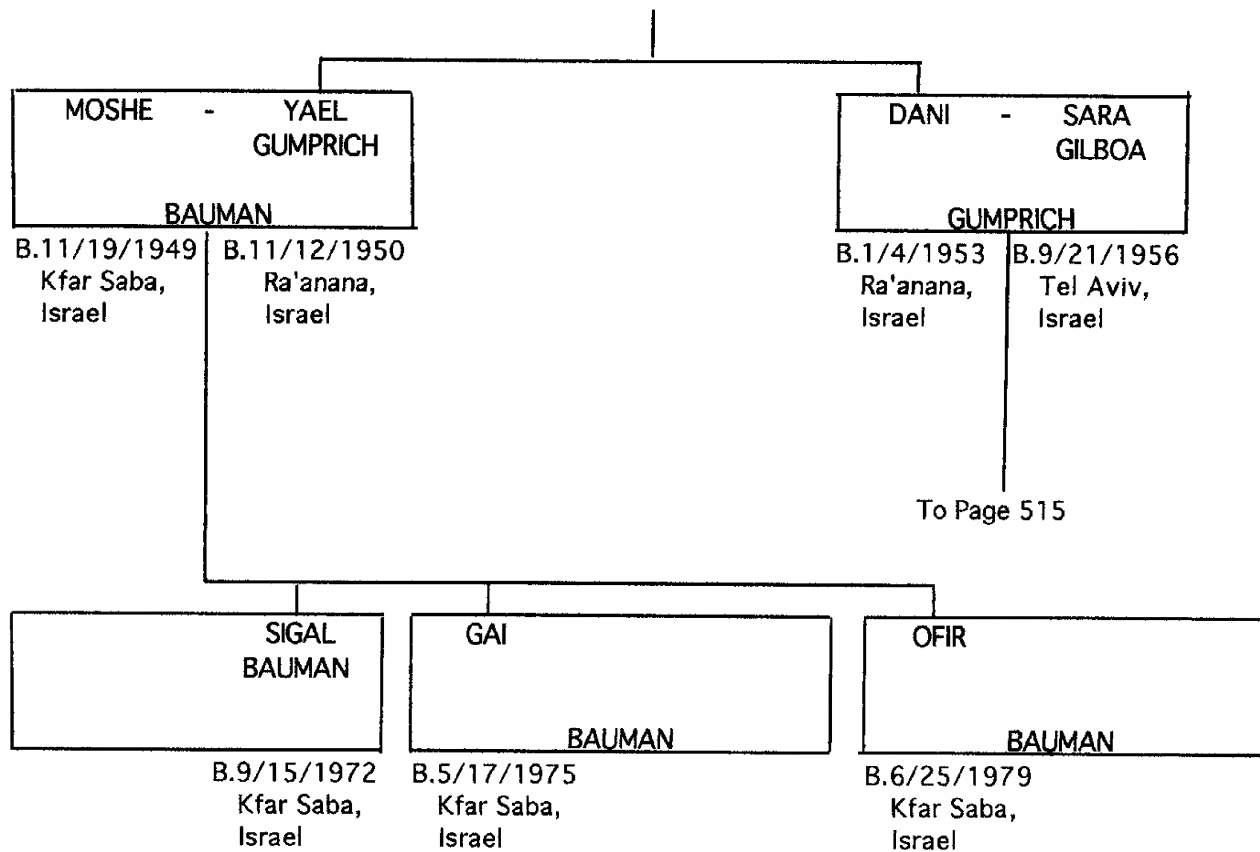 MOSHE - YAEL
GUMPRICH
BAUMAN
B.11/19/1949 B.11/12/1950
Kfar Saba, Ra'anana,
Israel Israel
DANI - SARA
GILBOA
GUMPRICH
B.1/4/1953 B.9/21/1956
Ra'anana, Tel Aviv,
Israel Israel
To Page 515
SIGAL
BAUMAN
B.9/15/1972
Kfar Saba,
Israel
GAI
BAUMAN
B.5/17/1975
Kfar Saba,
Israel
OFIR
BAUMAN
B.6/25/1979
Kfar Saba,
Israel